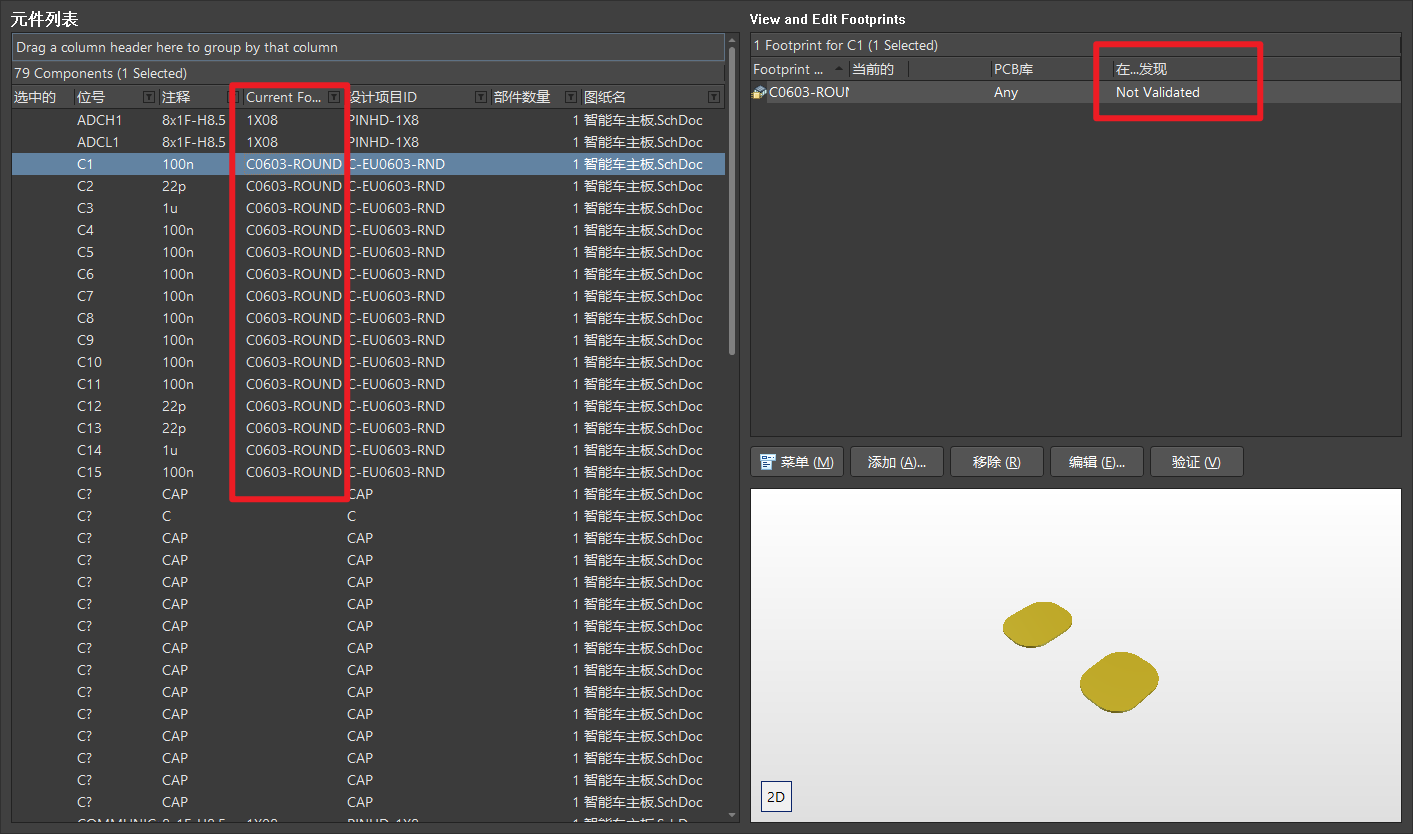 元件列表
Drag a column header here to group by that column
79 Components (1 Selected)
选中的 位号 注释 Current Fo... 设计项目ID 部件数量 图纸名
ADCH1 8x1F-H8.5 1X08 PINHD-1X8 1 智能车主板.SchDoc
ADCL1 8x1F-H8.5 1X08 PINHD-1X8 1 智能车主板.SchDoc
C1 100n C0603-ROUND C-EU0603-RND 1 智能车主板.SchDoc
C2 22p C0603-ROUND C-EU0603-RND 1 智能车主板.SchDoc
C3 1u C0603-ROUND C-EU0603-RND 1 智能车主板.SchDoc
C4 100n C0603-ROUND C-EU0603-RND 1 智能车主板.SchDoc
C5 100n C0603-ROUND C-EU0603-RND 1 智能车主板.SchDoc
C6 100n C0603-ROUND C-EU0603-RND 1 智能车主板.SchDoc
C7 100n C0603-ROUND C-EU0603-RND 1 智能车主板.SchDoc
C8 100n C0603-ROUND C-EU0603-RND 1 智能车主板.SchDoc
C9 100n C0603-ROUND C-EU0603-RND 1 智能车主板.SchDoc
C10 100n C0603-ROUND C-EU0603-RND 1 智能车主板.SchDoc
C11 100n C0603-ROUND C-EU0603-RND 1 智能车主板.SchDoc
C12 22p C0603-ROUND C-EU0603-RND 1 智能车主板.SchDoc
C13 22p C0603-ROUND C-EU0603-RND 1 智能车主板.SchDoc
C14 1u C0603-ROUND C-EU0603-RND 1 智能车主板.SchDoc
C15 100n C0603-ROUND C-EU0603-RND 1 智能车主板.SchDoc
C? CAP CAP 1 智能车主板.SchDoc
C? C C 1 智能车主板.SchDoc
C? CAP CAP 1 智能车主板.SchDoc
C? CAP CAP 1 智能车主板.SchDoc
C? CAP CAP 1 智能车主板.SchDoc
C? CAP CAP 1 智能车主板.SchDoc
C? CAP CAP 1 智能车主板.SchDoc
C? CAP CAP 1 智能车主板.SchDoc
C? CAP CAP 1 智能车主板.SchDoc
C? CAP CAP 1 智能车主板.SchDoc
C? CAP CAP 1 智能车主板.SchDoc
C? CAP CAP 1 智能车主板.SchDoc
C? CAP CAP 1 智能车主板.SchDoc
C? CAP CAP 1 智能车主板.SchDoc
C? CAP CAP 1 智能车主板.SchDoc
COMMUNIC 8x1F-H8.5 1X08 PINHD-1X8 1 智能车主板.SchDoc
View and Edit Footprints
1 Footprint for C1 (1 Selected)
Footprint ... 当前的 PCB库 在...发现
C0603-ROUN Any Not Validated
菜单 (M) 添加 (A)... 移除 (R) 编辑 (E)... 验证 (V)
2D